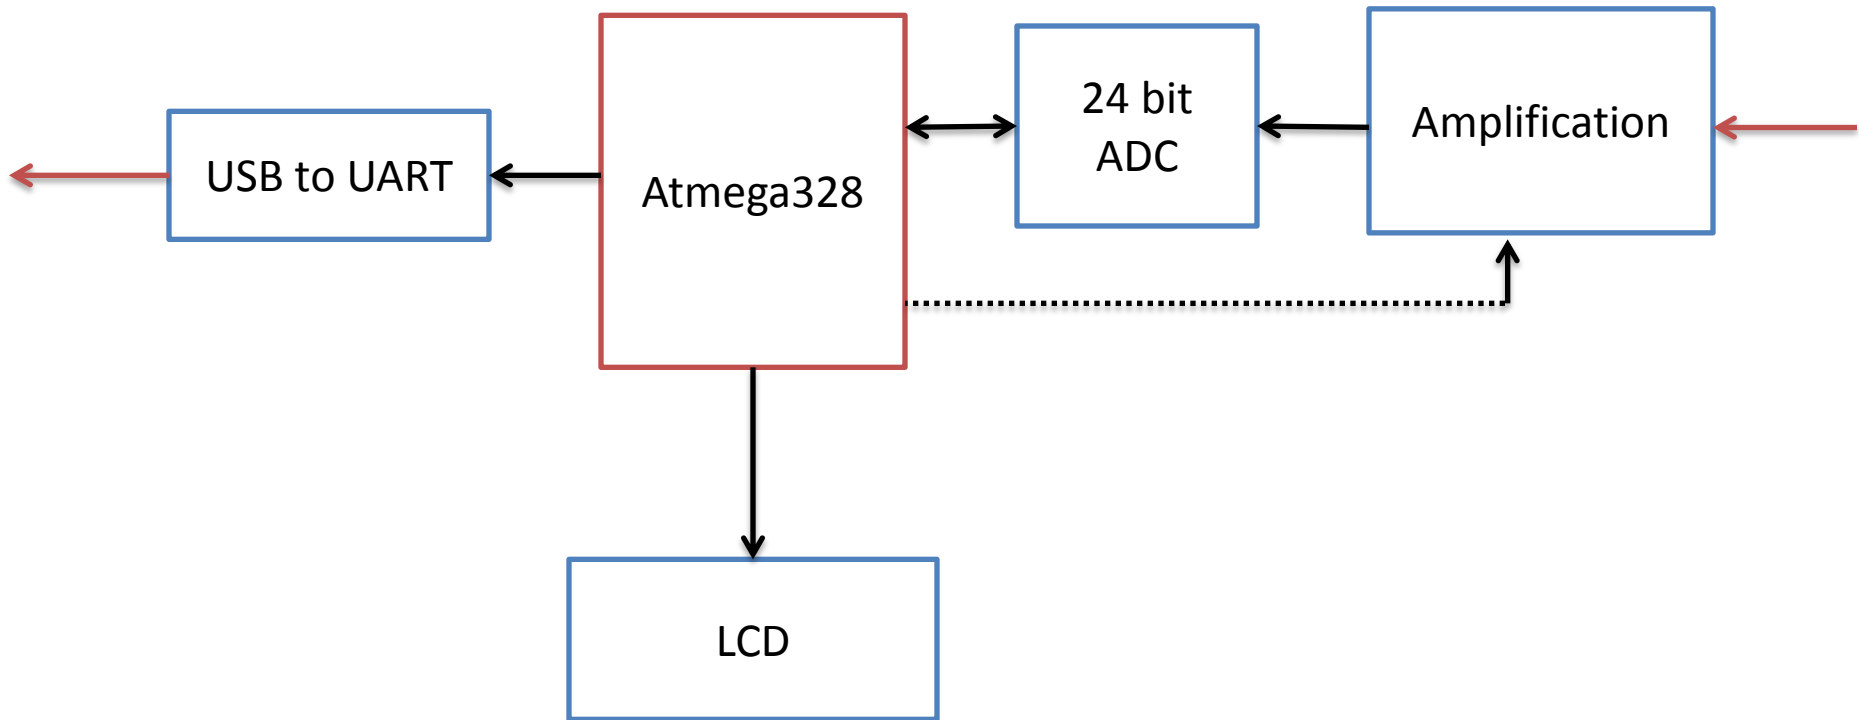 USB to UART
Atmega328
24 bit
ADC
Amplification
LCD